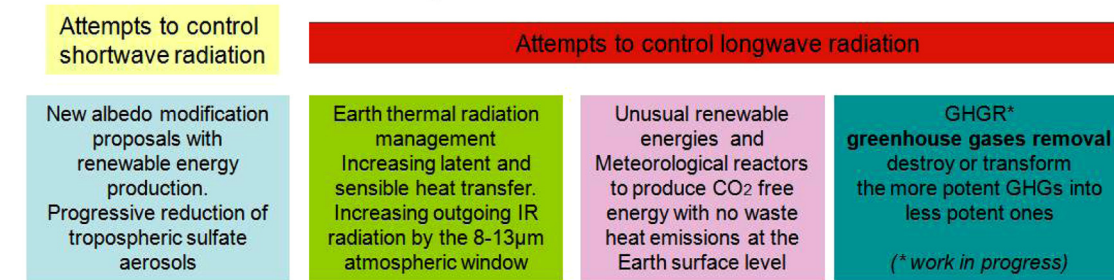 Attempts to control
shortwave radiation
Attempts to control longwave radiation
New albedo modification
proposals with
renewable energy
production.
Progressive reduction of
tropospheric sulfate
aerosols
Earth thermal radiation
management
Increasing latent and
sensible heat transfer.
Increasing outgoing IR
radiation by the 8-13µm
atmospheric window
Unusual renewable
energies and
Meteorological reactors
to produce CO2 free
energy with no waste
heat emissions at the
Earth surface level
GHGR*
greenhouse gases removal
destroy or transform
the more potent GHGs into
less potent ones
(* work in progress)